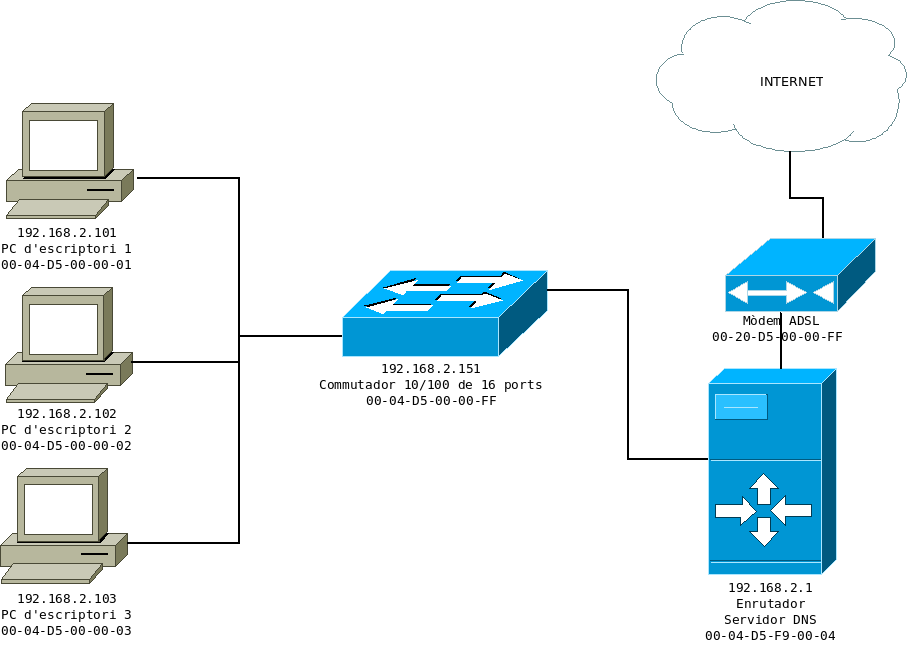 INTERNET
192.168.2.101
PC d'escriptori 1
00-04-D5-00-00-01
192.168.2.102
PC d'escriptori 2
00-04-D5-00-00-02
192.168.2.103
PC d'escriptori 3
00-04-D5-00-00-03
192.168.2.151
Commutador 10/100 de 16 ports
00-04-D5-00-00-FF
Mòdem ADSL
00-20-D5-00-00-FF
192.168.2.1
Enrutador
Servidor DNS
00-04-D5-F9-00-04